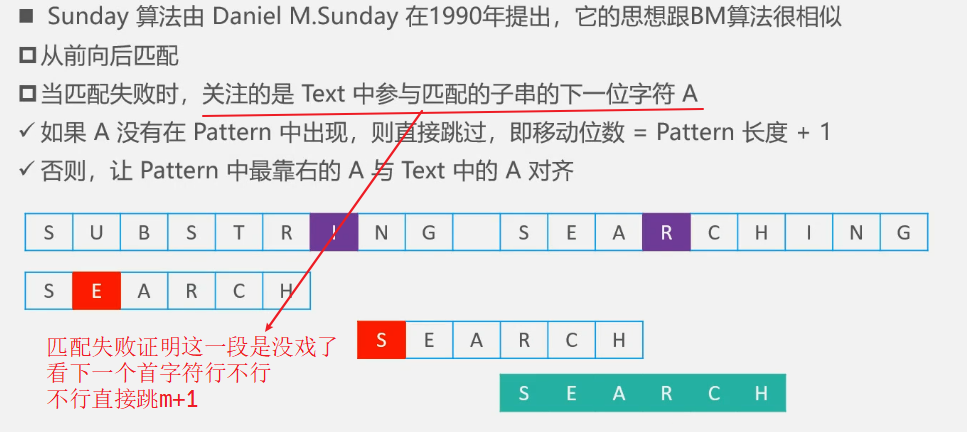 ■ Sunday 算法由 Daniel M.Sunday 在1990年提出，它的思想跟BM算法很相似
从前向后匹配
当匹配失败时，关注的是 Text 中参与匹配的子串的下一位字符 A
✓ 如果 A 没有在 Pattern 中出现，则直接跳过，即移动位数 = Pattern 长度 + 1
✓ 否则，让 Pattern 中最靠右的 A 与 Text 中的 A 对齐
S U B S T R I N G S E A R C H I N G
S E A R C H
S E A R C H
匹配失败证明这一段是没戏了
看下一个首字符行不行
不行直接跳m+1
S E A R C H